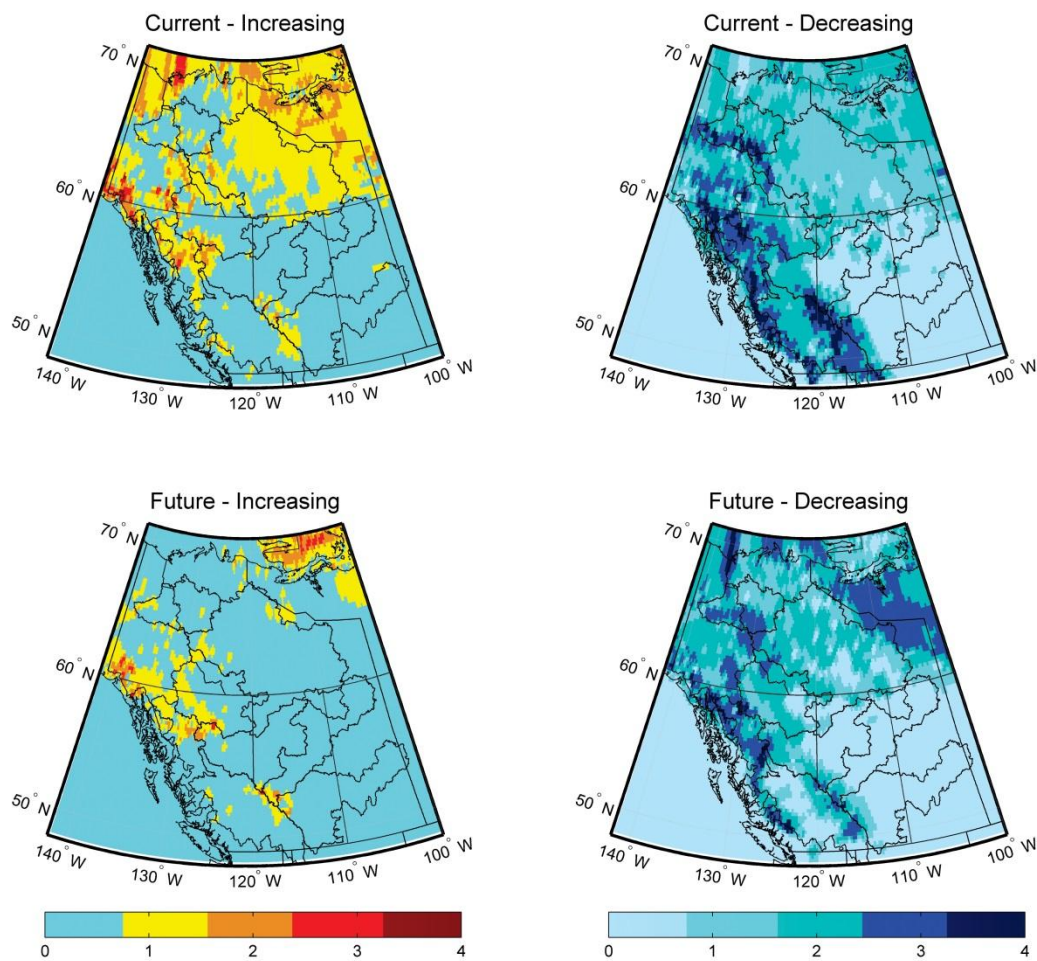 Current - Increasing
70° N
60° N
50° N
140° W
130° W
120° W
110° W
100° W
Current - Decreasing
70° N
60° N
50° N
140° W
130° W
120° W
110° W
100° W
Future - Increasing
70° N
60° N
50° N
140° W
130° W
120° W
110° W
100° W
Future - Decreasing
70° N
60° N
50° N
140° W
130° W
120° W
110° W
100° W
0 1 2 3 4
0 1 2 3 4